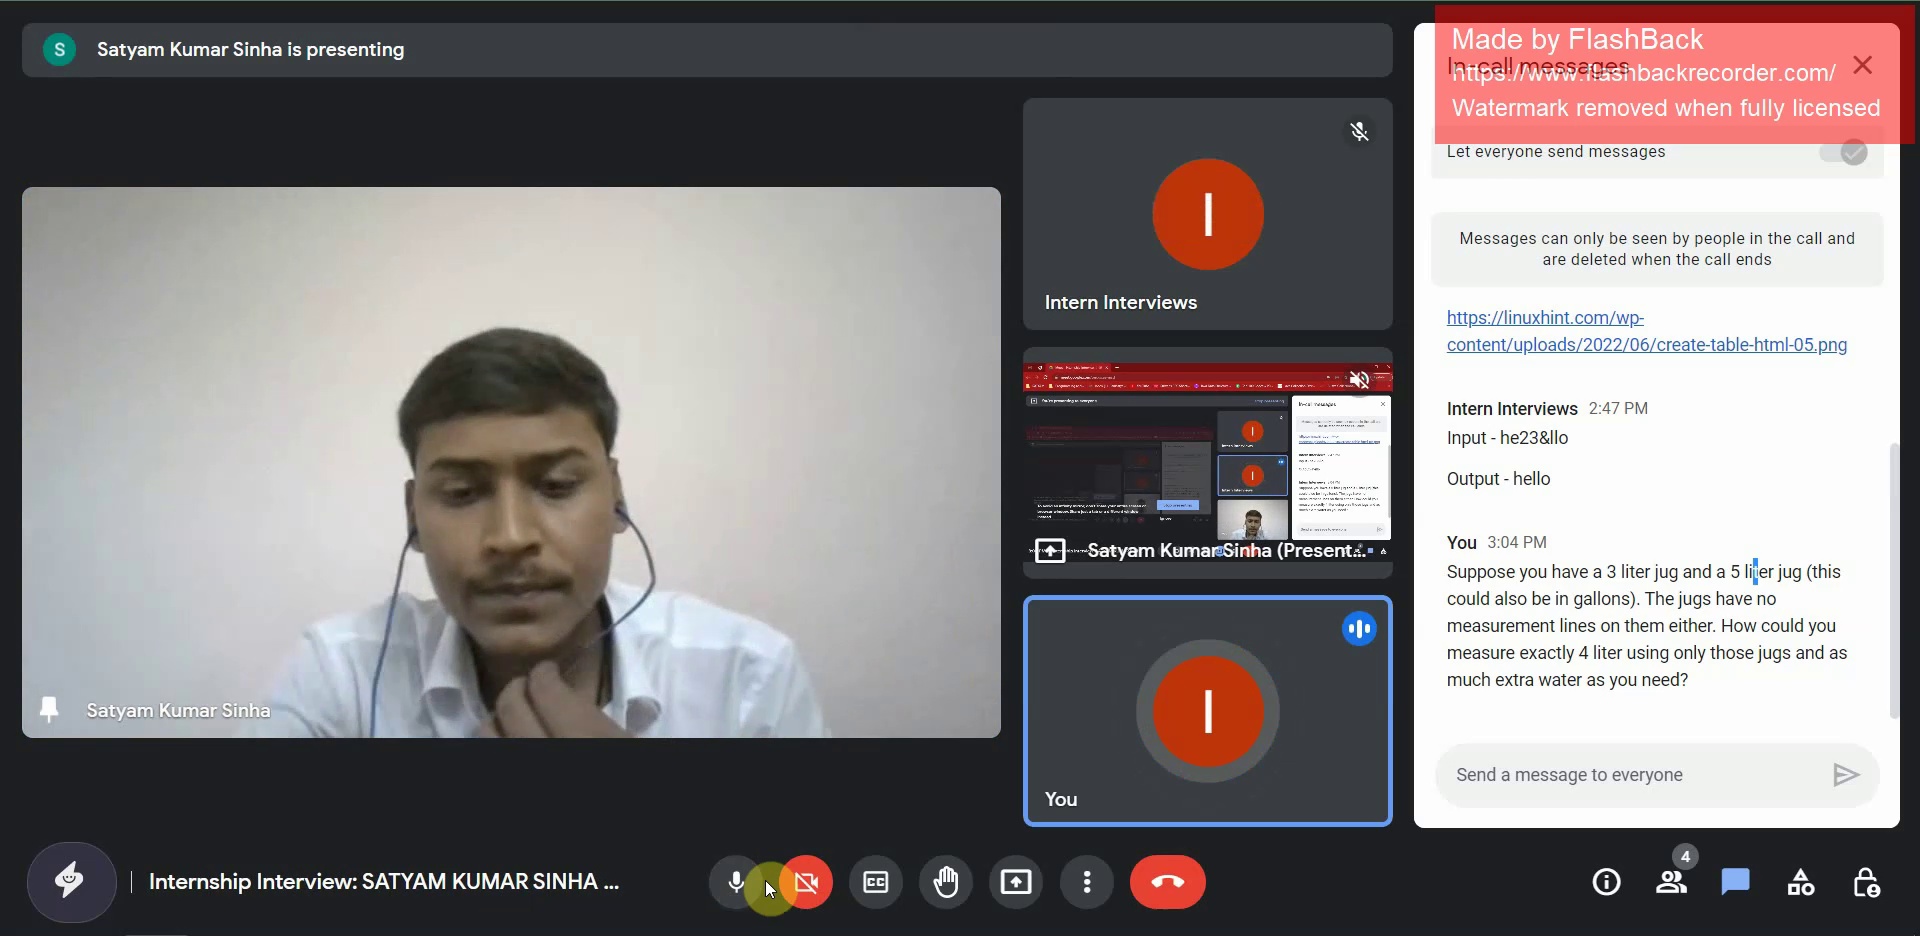 S
Satyam Kumar Sinha is presenting
Made by FlashBack
In-call messages
https://www.flashbackrecorder.com/
Watermark removed when fully licensed
Let everyone send messages
Messages can only be seen by people in the call and
are deleted when the call ends
https://linuxhint.com/wp-
content/uploads/2022/06/create-table-html-05.png
Intern Interviews 2:47 PM
Input - he23&llo
Output - hello
You 3:04 PM
Suppose you have a 3 liter jug and a 5 liter jug (this
could also be in gallons). The jugs have no
measurement lines on them either. How could you
measure exactly 4 liter using only those jugs and as
much extra water as you need?
Send a message to everyone
I
Intern Interviews
In-call messages
Satyam Kumar Sinha (Present...
I
You
Satyam Kumar Sinha
Internship Interview: SATYAM KUMAR SINHA ...
CC
4